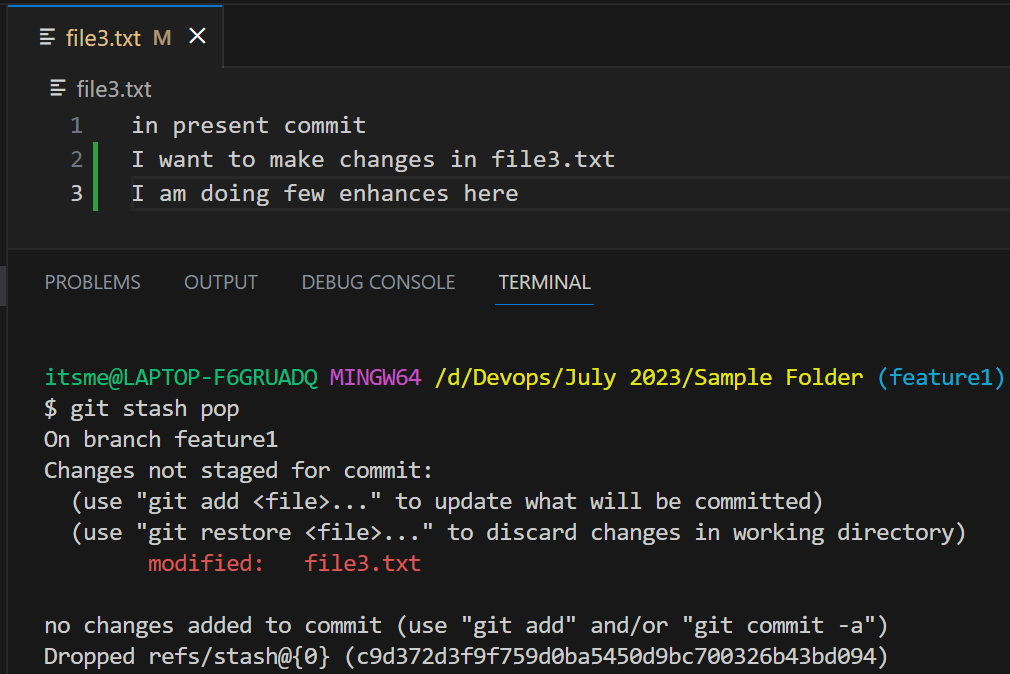 file3.txt M
file3.txt
1 in present commit
2 I want to make changes in file3.txt
3 I am doing few enhances here
PROBLEMS OUTPUT DEBUG CONSOLE TERMINAL
itsme@LAPTOP-F6GRUADQ MINGW64 /d/Devops/July 2023/Sample Folder (feature1)
$ git stash pop
On branch feature1
Changes not staged for commit:
  (use "git add <file>..." to update what will be committed)
  (use "git restore <file>..." to discard changes in working directory)
        modified:   file3.txt
no changes added to commit (use "git add" and/or "git commit -a")
Dropped refs/stash@{0} (c9d372d3f9f759d0ba5450d9bc700326b43bd094)